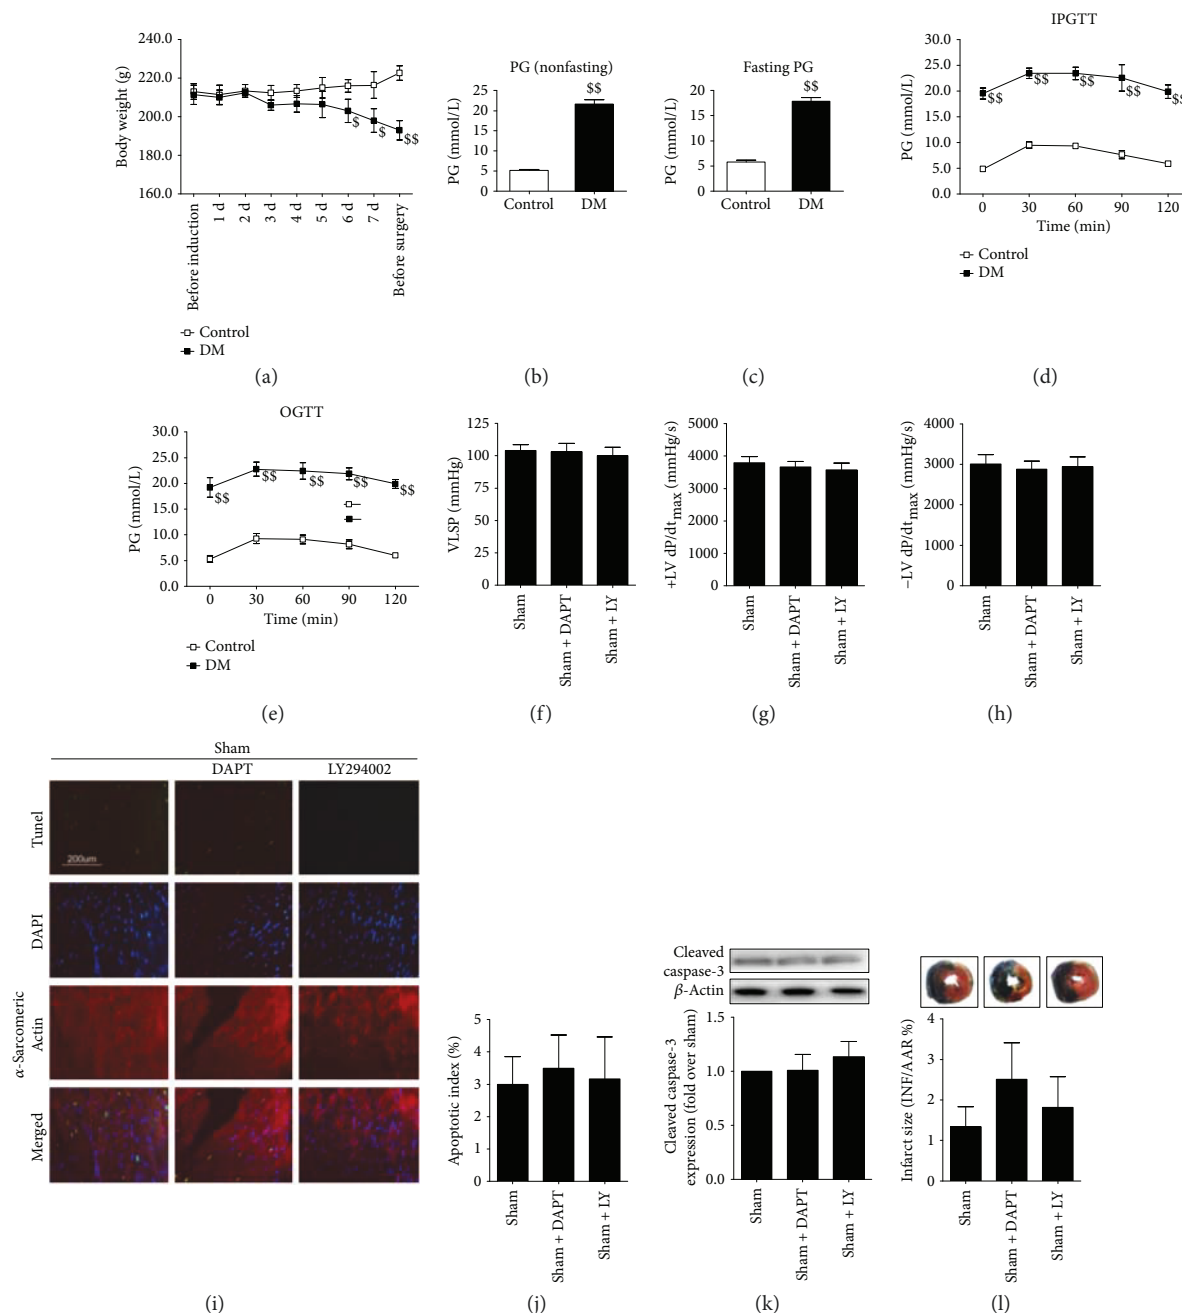 240.0
220.0
200.0
180.0
160.0
Body weight (g)
Before induction
1 d
2 d
3 d
4 d
5 d
6 d
7 d
Before surgery
$
$
$$
Control
DM
(a)
PG (nonfasting)
$$
25
20
15
10
5
0
PG (mmol/L)
Control DM
(b)
Fasting PG
$$
25
20
15
10
5
0
PG (mmol/L)
Control DM
(c)
IPGTT
30.0
25.0
20.0
15.0
10.0
5.0
0.0
PG (mmol/L)
$$ $$ $$ $$ $$
0 30 60 90 120
Time (min)
Control
DM
(d)
OGTT
30.0
25.0
20.0
15.0
10.0
5.0
0.0
PG (mmol/L)
$$ $$ $$ $$ $$
0 30 60 90 120
Time (min)
Control
DM
(e)
125
100
75
50
25
0
VLSP (mmHg)
Sham
Sham + DAPT
Sham + LY
(f)
5000
4000
3000
2000
1000
0
+LV dP/dt max (mmHg/s)
Sham
Sham + DAPT
Sham + LY
(g)
4000
3000
2000
1000
0
−LV dP/dt max (mmHg/s)
Sham
Sham + DAPT
Sham + LY
(h)
Sham
DAPT LY294002
Tunel
200um
DAPI
α-Sarcomeric
Actin
Merged
(i)
5
4
3
2
1
0
Apoptotic index (%)
Sham
Sham + DAPT
Sham + LY
(j)
Cleaved
caspase-3
β-Actin
1.5
1.0
0.5
0.0
Cleaved caspase-3
expression (fold over sham)
Sham
Sham + DAPT
Sham + LY
(k)
4
3
2
1
0
Infarct size (INF/AAR %)
Sham
Sham + DAPT
Sham + LY
(l)